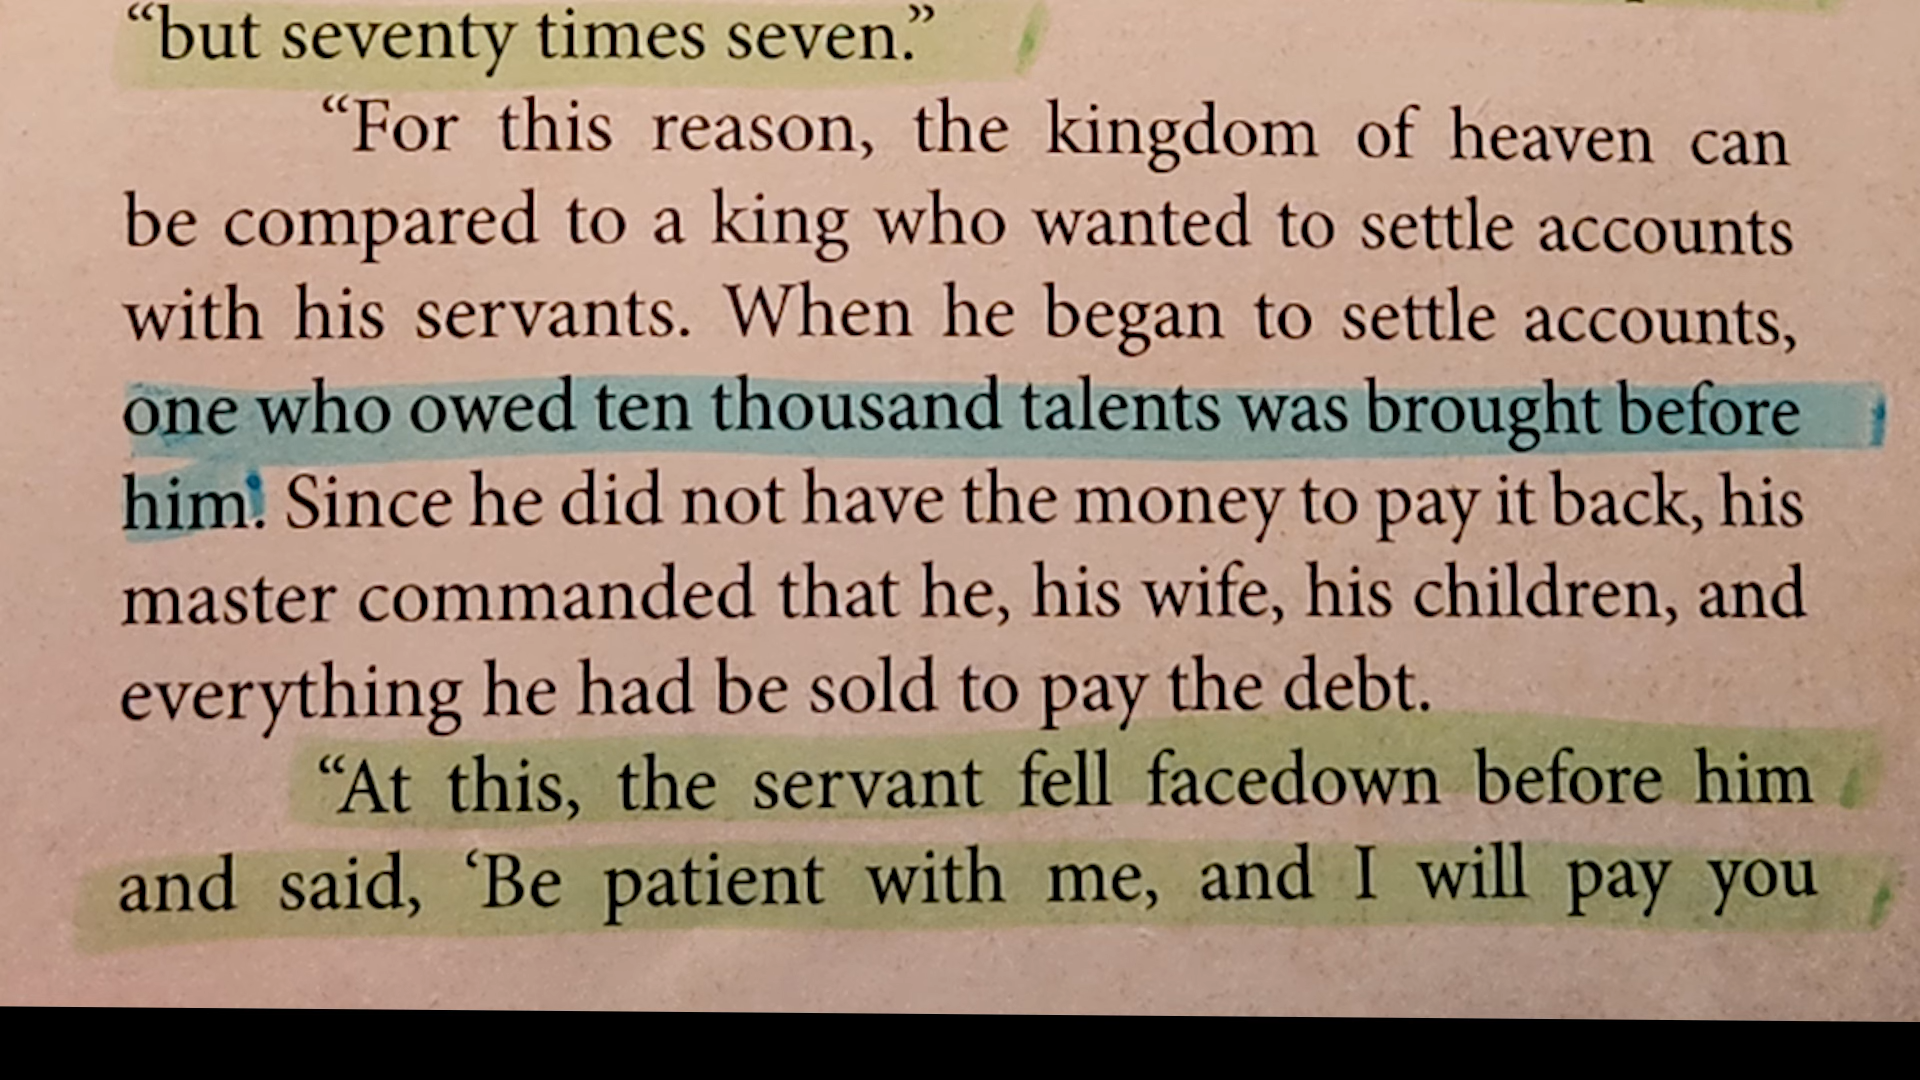 “but seventy times seven.”
“For this reason, the kingdom of heaven can
be compared to a king who wanted to settle accounts
with his servants. When he began to settle accounts,
one who owed ten thousand talents was brought before
him. Since he did not have the money to pay it back, his
master commanded that he, his wife, his children, and
everything he had be sold to pay the debt.
“At this, the servant fell facedown before him
and said, ‘Be patient with me, and I will pay you